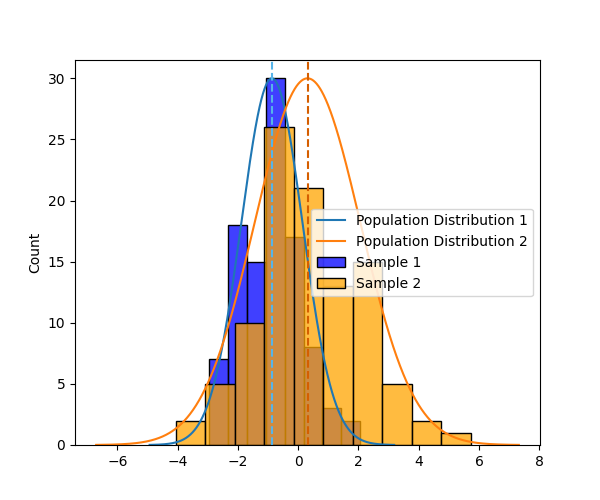 30
25
20
15
10
5
0
Count
Population Distribution 1
Population Distribution 2
Sample 1
Sample 2
−6 −4 −2 0 2 4 6 8